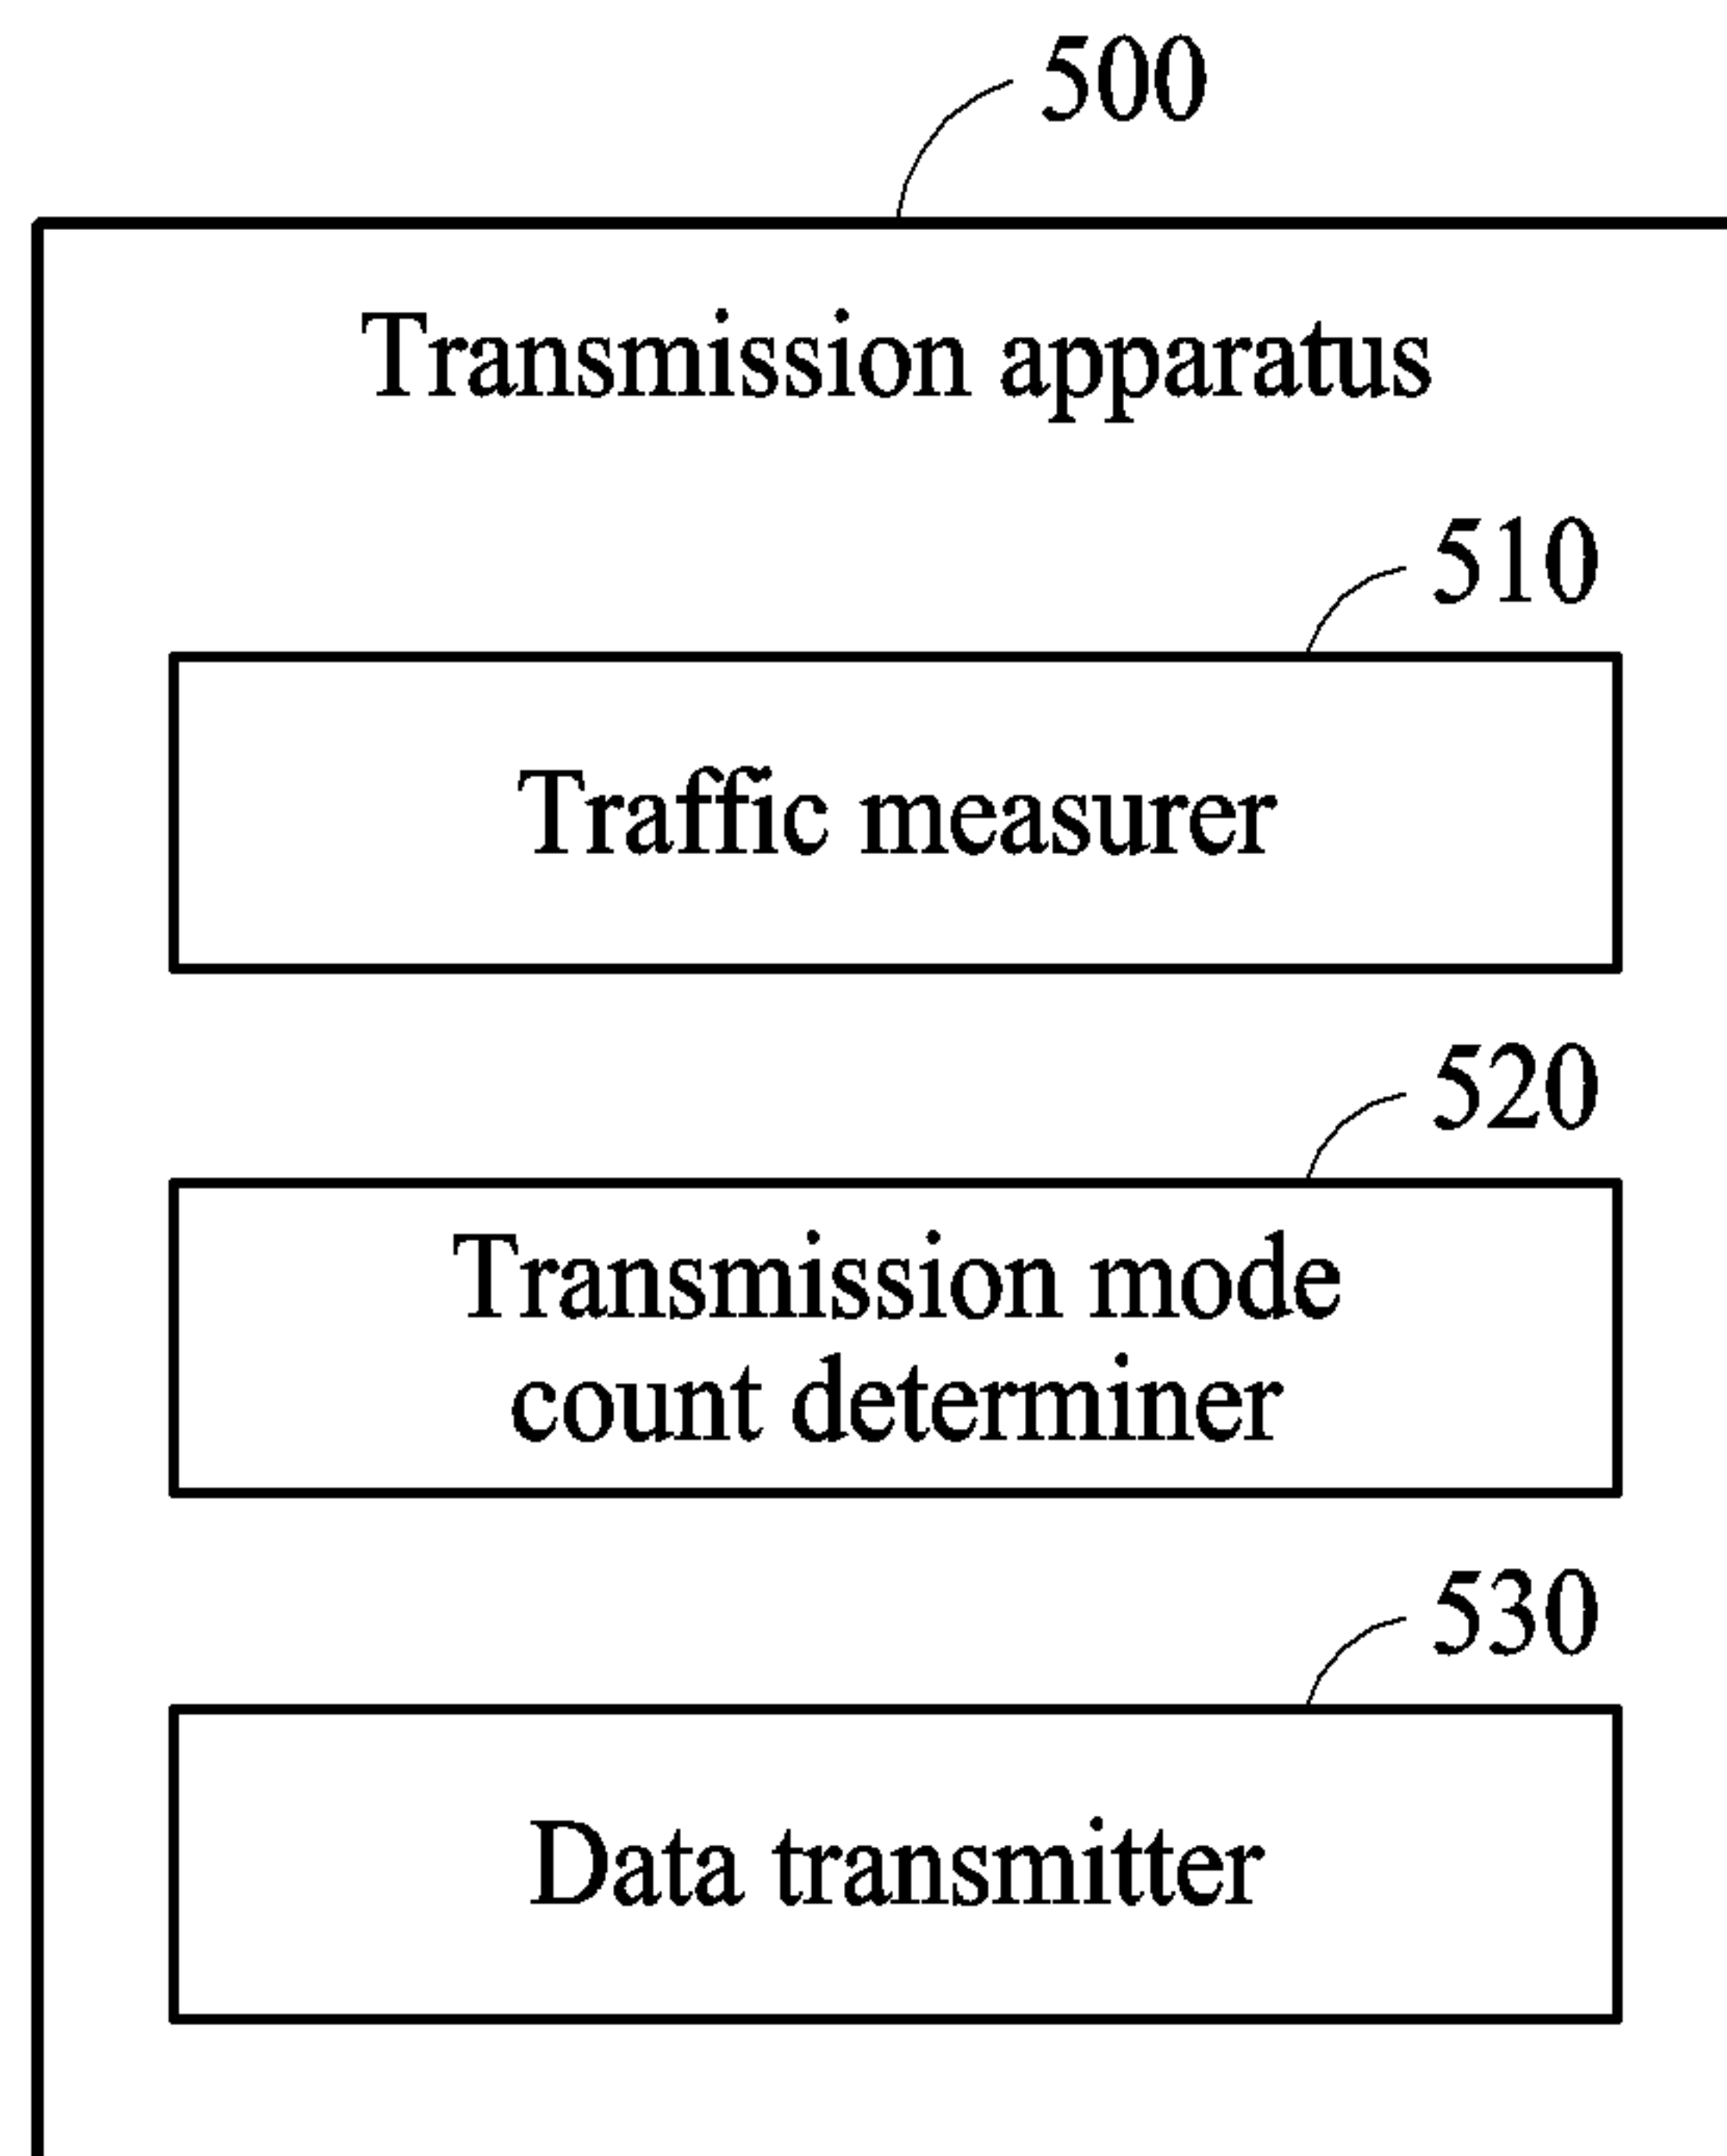 500
Transmission apparatus
510
Traffic measurer
520
Transmission mode
count determiner
530
Data transmitter